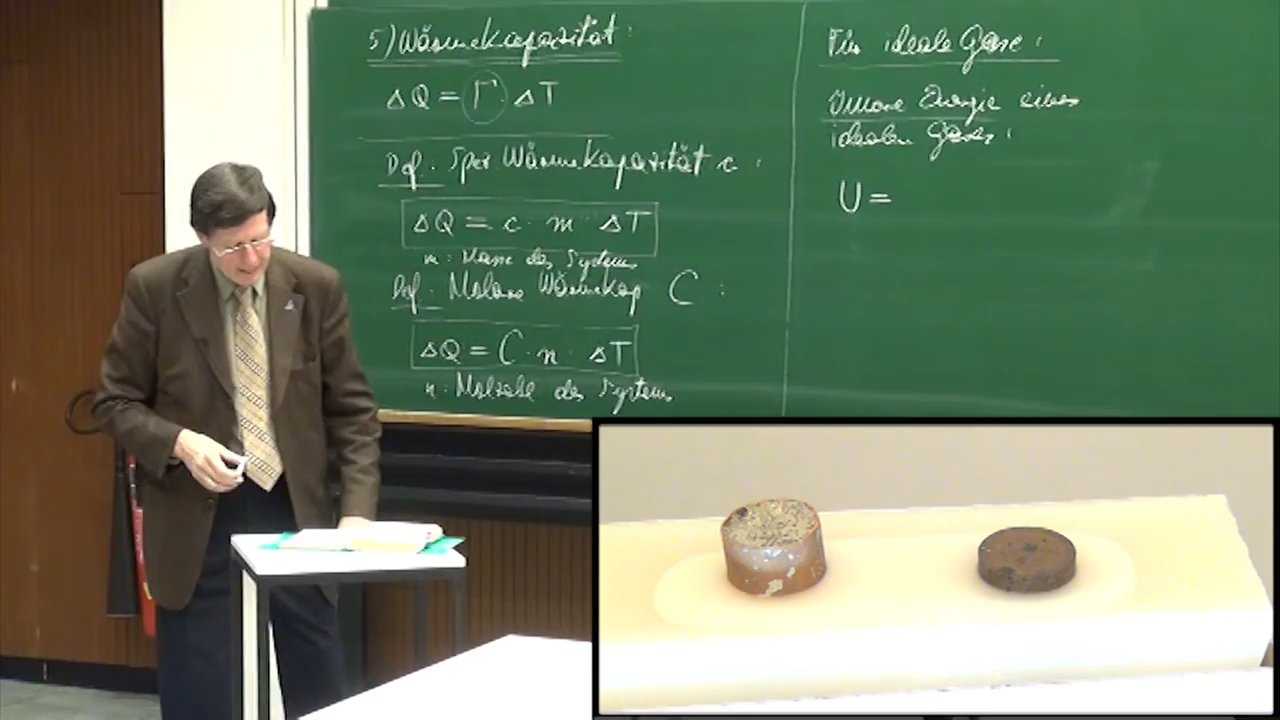 5) Wärmekapazität:
ΔQ = Γ · ΔT
Def.: Spez Wärmekapazität c :
ΔQ = c · m · ΔT
m : Masse des Systems
Def.: Molare Wärmekap C :
ΔQ = C · n · ΔT
n : Molzahl des Systems
Für ideale Gase :
Innere Energie eines
idealen Gases :
U =